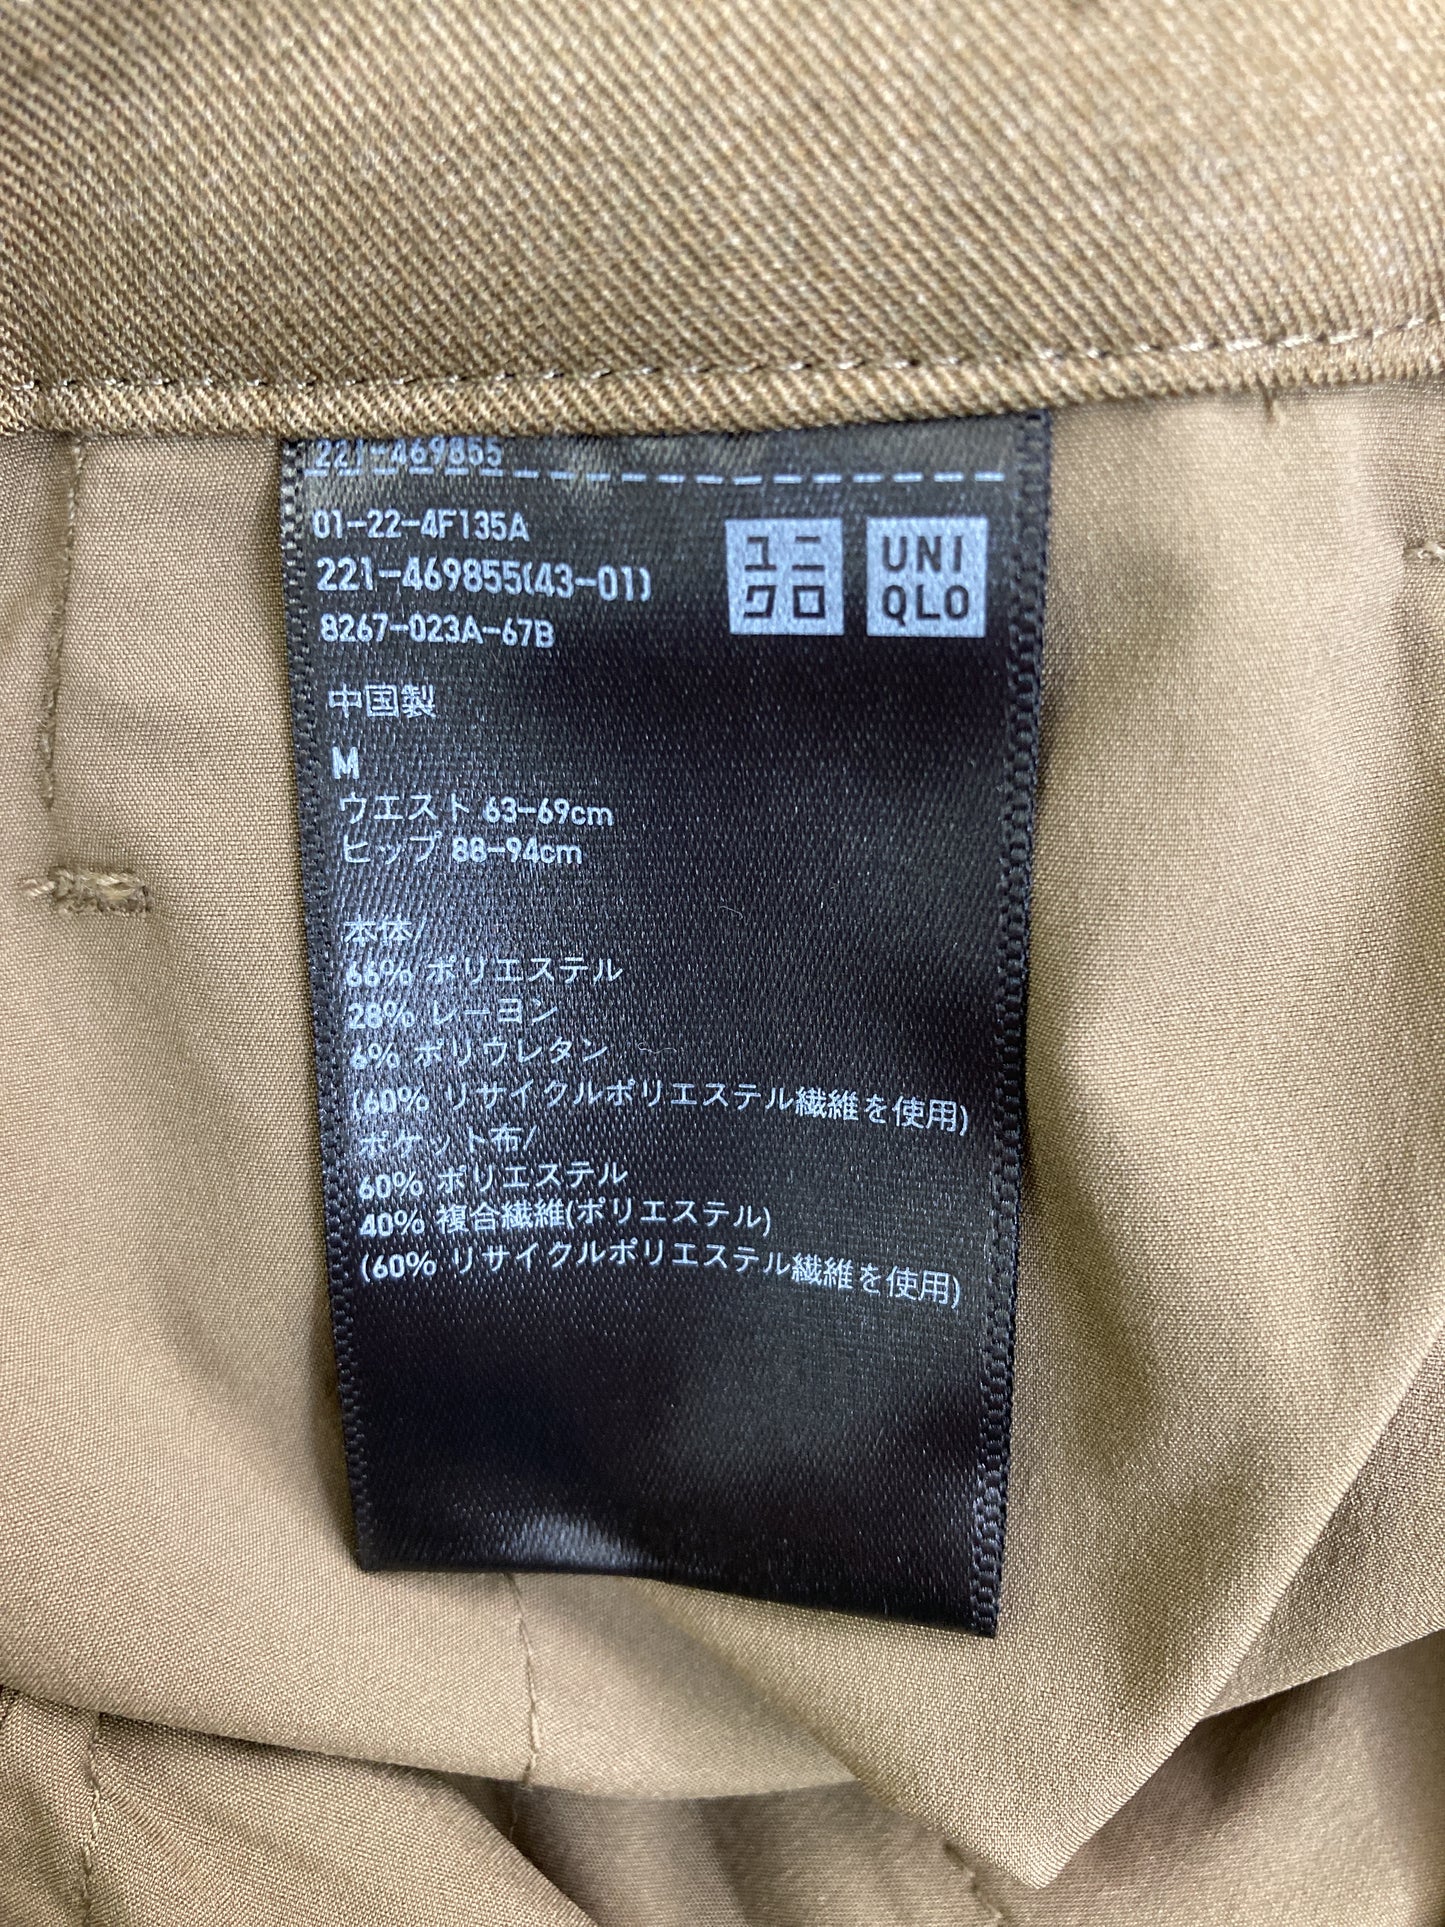 221-469855
01-22-4F135A
221-469855(43-01)
8267-023A-67B
ユニ
クロ
UNI
QLO
中国製
M
ウエスト 63-69cm
ヒップ 88-94cm
本体/
66% ポリエステル
28% レーヨン
6% ポリウレタン
(60% リサイクルポリエステル繊維を使用)
ポケット布/
60% ポリエステル
40% 複合繊維(ポリエステル)
(60% リサイクルポリエステル繊維を使用)